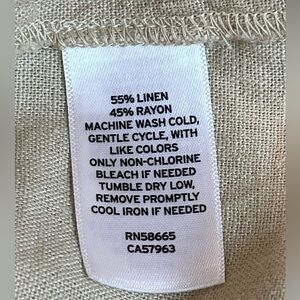 55% LINEN
45% RAYON
MACHINE WASH COLD,
GENTLE CYCLE, WITH
LIKE COLORS
ONLY NON-CHLORINE
BLEACH IF NEEDED
TUMBLE DRY LOW,
REMOVE PROMPTLY
COOL IRON IF NEEDED
RN58665
CA57963